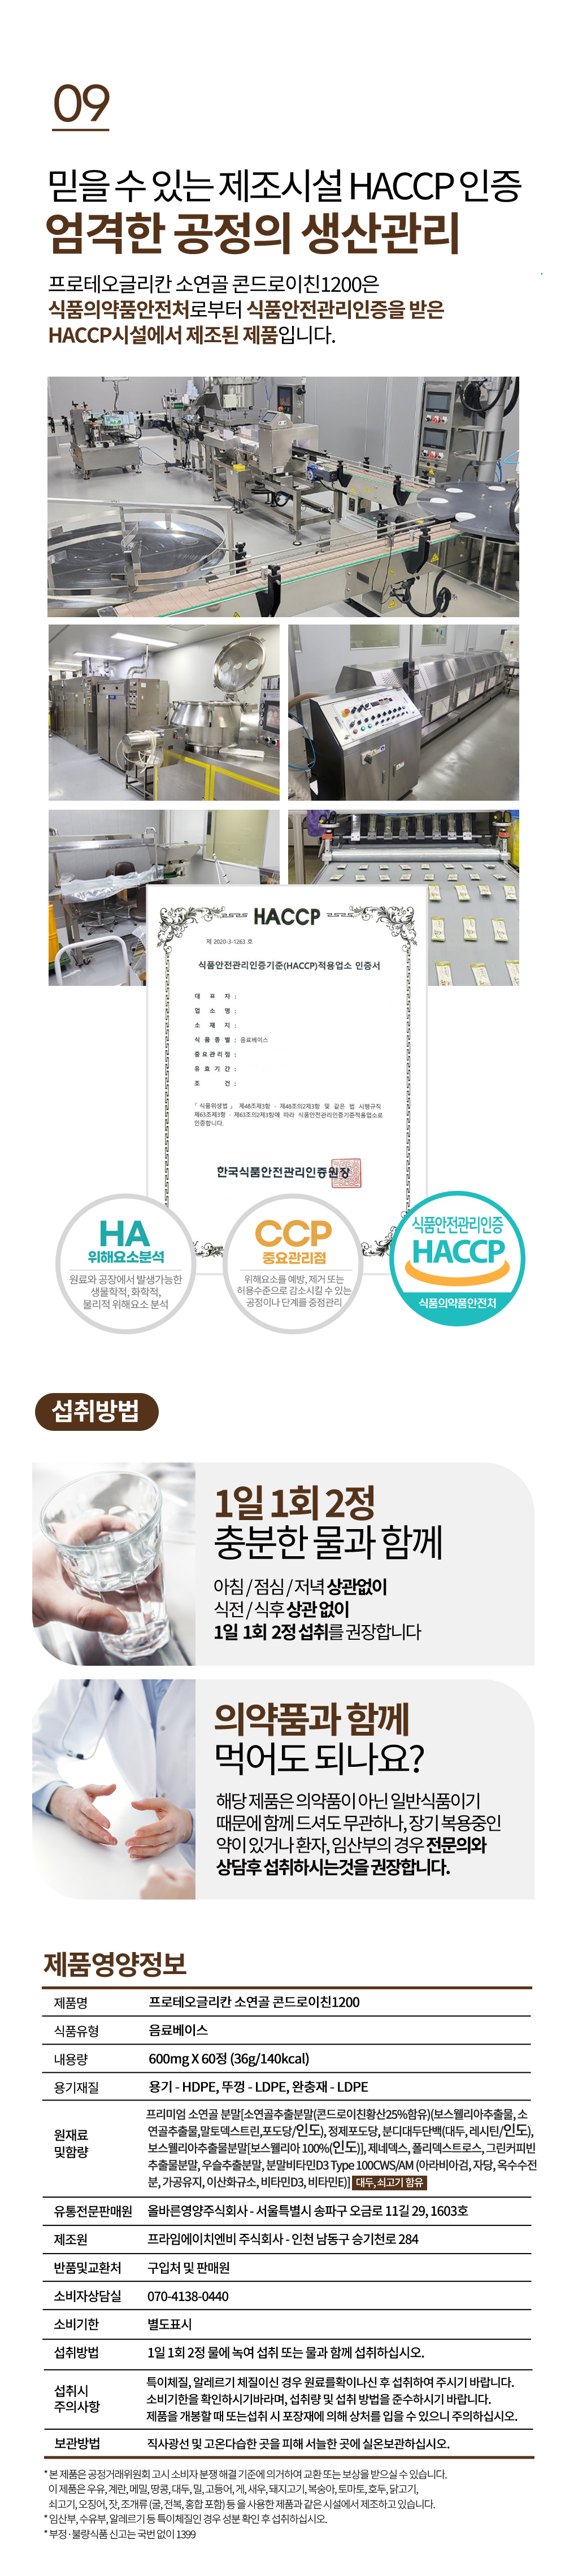 09
믿을 수 있는 제조시설 HACCP 인증
엄격한 공정의 생산관리
프로테오글리칸 소연골 콘드로이친1200은
식품의약품안전처로부터 식품안전관리인증을 받은
HACCP시설에서 제조된 제품입니다.
HACCP
제 2020-3-1263 호
식품안전관리인증기준(HACCP)적용업소 인증서
대 표 자 :
업 소 명 :
소 재 지 :
식 품 종 별 : 음료베이스
중요관리점 :
유 효 기 간 :
조 건 :
「식품위생법」 제48조제3항 · 제48조의2제3항 및 같은 법 시행규칙
제63조제3항 · 제63조의2제3항에 따라 식품안전관리인증기준적용업소로
인증합니다.
한국식품안전관리인증원장
HA
위해요소분석
원료와 공장에서 발생가능한
생물학적, 화학적,
물리적 위해요소 분석
CCP
중요관리점
위해요소를 예방, 제거 또는
허용수준으로 감소시킬 수 있는
공정이나 단계를 중점관리
식품안전관리인증
HACCP
식품의약품안전처
섭취방법
1일 1회 2정
충분한 물과 함께
아침 / 점심 / 저녁 상관없이
식전 / 식후 상관 없이
1일 1회 2정 섭취를 권장합니다
의약품과 함께
먹어도 되나요?
해당 제품은 의약품이 아닌 일반식품이기
때문에 함께 드셔도 무관하나, 장기 복용중인
약이 있거나 환자, 임산부의 경우 전문의와
상담후 섭취하시는것을 권장합니다.
제품영양정보
제품명 프로테오글리칸 소연골 콘드로이친1200
식품유형 음료베이스
내용량 600mg X 60정 (36g/140kcal)
용기재질 용기 - HDPE, 뚜껑 - LDPE, 완충재 - LDPE
원재료 및함량 프리미엄 소연골 분말[소연골추출분말(콘드로이친황산25%함유)(보스웰리아추출물, 소
연골추출물,말토덱스트린,포도당/인도), 정제포도당, 분디대두단백(대두, 레시틴/인도),
보스웰리아추출물분말[보스웰리아 100%(인도)], 제네덱스, 폴리덱스트로스, 그린커피빈
추출물분말, 우슬추출분말, 분말비타민D3 Type 100CWS/AM (아라비아검, 자당, 옥수수전
분, 가공유지, 이산화규소, 비타민D3, 비타민E)] 대두, 쇠고기 함유
유통전문판매원 올바른영양주식회사 - 서울특별시 송파구 오금로 11길 29, 1603호
제조원 프라임에이치엔비 주식회사 - 인천 남동구 승기천로 284
반품및교환처 구입처 및 판매원
소비자상담실 070-4138-0440
소비기한 별도표시
섭취방법 1일 1회 2정 물에 녹여 섭취 또는 물과 함께 섭취하십시오.
섭취시 주의사항 특이체질, 알레르기 체질이신 경우 원료를확이나신 후 섭취하여 주시기 바랍니다.
소비기한을 확인하시기바라며, 섭취량 및 섭취 방법을 준수하시기 바랍니다.
제품을 개봉할 때 또는섭취 시 포장재에 의해 상처를 입을 수 있으니 주의하십시오.
보관방법 직사광선 및 고온다습한 곳을 피해 서늘한 곳에 실온보관하십시오.
* 본 제품은 공정거래위원회 고시 소비자 분쟁 해결 기준에 의거하여 교환 또는 보상을 받으실 수 있습니다.
이 제품은 우유, 계란, 메밀, 땅콩, 대두, 밀, 고등어, 게, 새우, 돼지고기, 복숭아, 토마토, 호두, 닭고기,
쇠고기, 오징어, 잣, 조개류 (굴, 전복, 홍합 포함) 등 을 사용한 제품과 같은 시설에서 제조하고 있습니다.
* 임산부, 수유부, 알레르기 등 특이체질인 경우 성분 확인 후 섭취하십시오.
* 부정 · 불량식품 신고는 국번 없이 1399